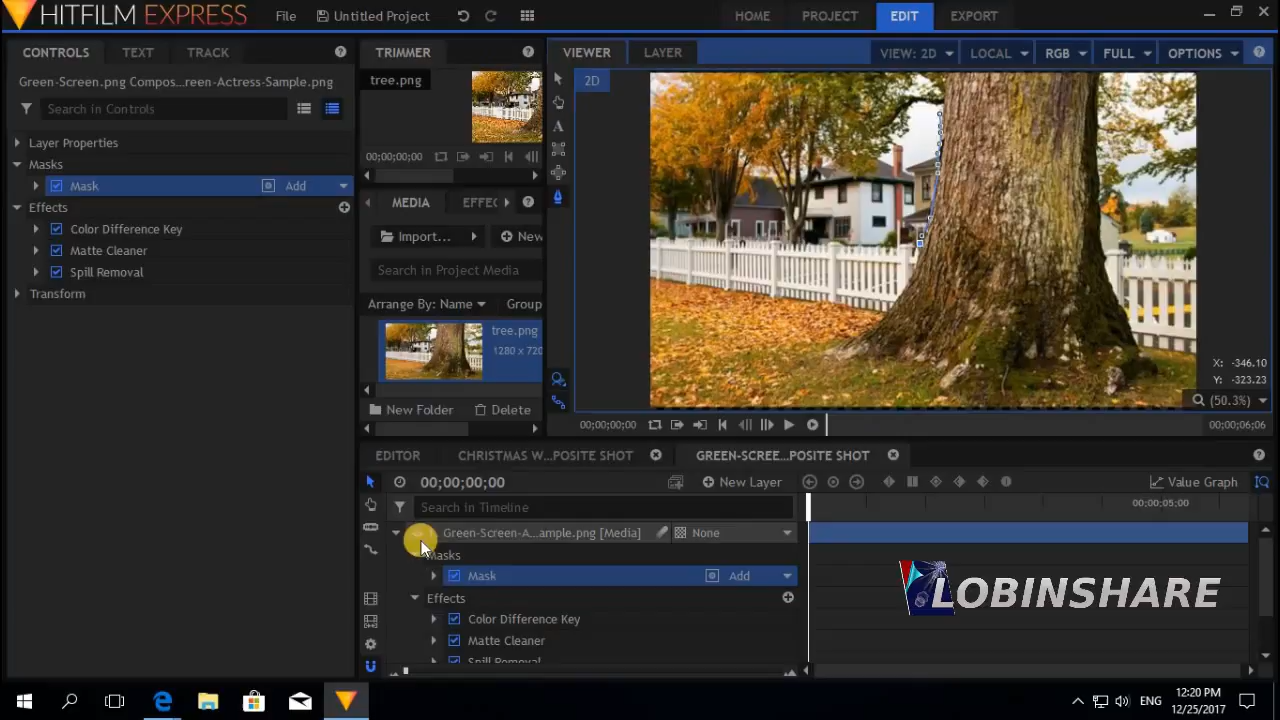 HITFILM EXPRESS
File
Untitled Project
HOME
PROJECT
EDIT
EXPORT
CONTROLS
TEXT
TRACK
Green-Screen.png Compos...reen-Actress-Sample.png
Search in Controls
Layer Properties
Masks
Mask
Add
Effects
Color Difference Key
Matte Cleaner
Spill Removal
Transform
TRIMMER
tree.png
00;00;00;00
MEDIA
EFFEC
Import...
New
Search in Project Media
Arrange By: Name
Group
tree.png
1280 x 720
New Folder
Delete
VIEWER
LAYER
VIEW: 2D
LOCAL
RGB
FULL
OPTIONS
2D
X: -346.10
Y: -323.23
(50.3%)
00;00;00;00
00;00;06;06
EDITOR
CHRISTMAS W...POSITE SHOT
GREEN-SCREE...POSITE SHOT
00;00;00;00
New Layer
Value Graph
Search in Timeline
00;00;05;00
Green-Screen-A...ample.png [Media]
None
Masks
Mask
Add
Effects
Color Difference Key
Matte Cleaner
Spill Removal
LOBINSHARE
ENG
12:20 PM
12/25/2017